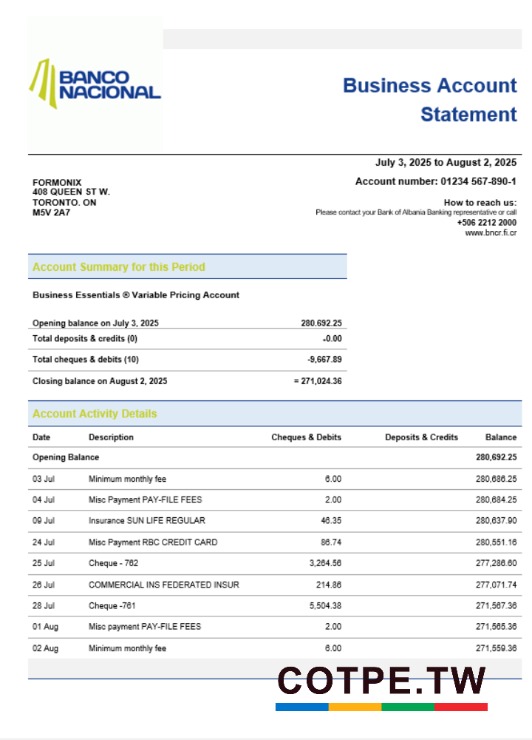 BANCO
NACIONAL
Business Account
Statement
July 3, 2025 to August 2, 2025
Account number: 01234 567-890-1
FORMONIX
408 QUEEN ST W.
TORONTO. ON
M5V 2A7
How to reach us:
Please contact your Bank of Albania Banking representative or call
+506 2212 2000
www.bncr.fi.cr
Account Summary for this Period
Business Essentials ® Variable Pricing Account
Opening balance on July 3, 2025 280.692.25
Total deposits & credits (0) -0.00
Total cheques & debits (10) -9,667.89
Closing balance on August 2, 2025 = 271,024.36
Account Activity Details
Date Description Cheques & Debits Deposits & Credits Balance
Opening Balance 280,692.25
03 Jul Minimum monthly fee 6.00 280,686.25
04 Jul Misc Payment PAY-FILE FEES 2.00 280,684.25
09 Jul Insurance SUN LIFE REGULAR 46.35 280,637.90
24 Jul Misc Payment RBC CREDIT CARD 86.74 280,551.16
25 Jul Cheque - 762 3,264.56 277,286.60
26 Jul COMMERCIAL INS FEDERATED INSUR 214.86 277,071.74
28 Jul Cheque -761 5,504.38 271,567.36
01 Aug Misc payment PAY-FILE FEES 2.00 271,565.36
02 Aug Minimum monthly fee 6.00 271,559.36
COTPE.TW